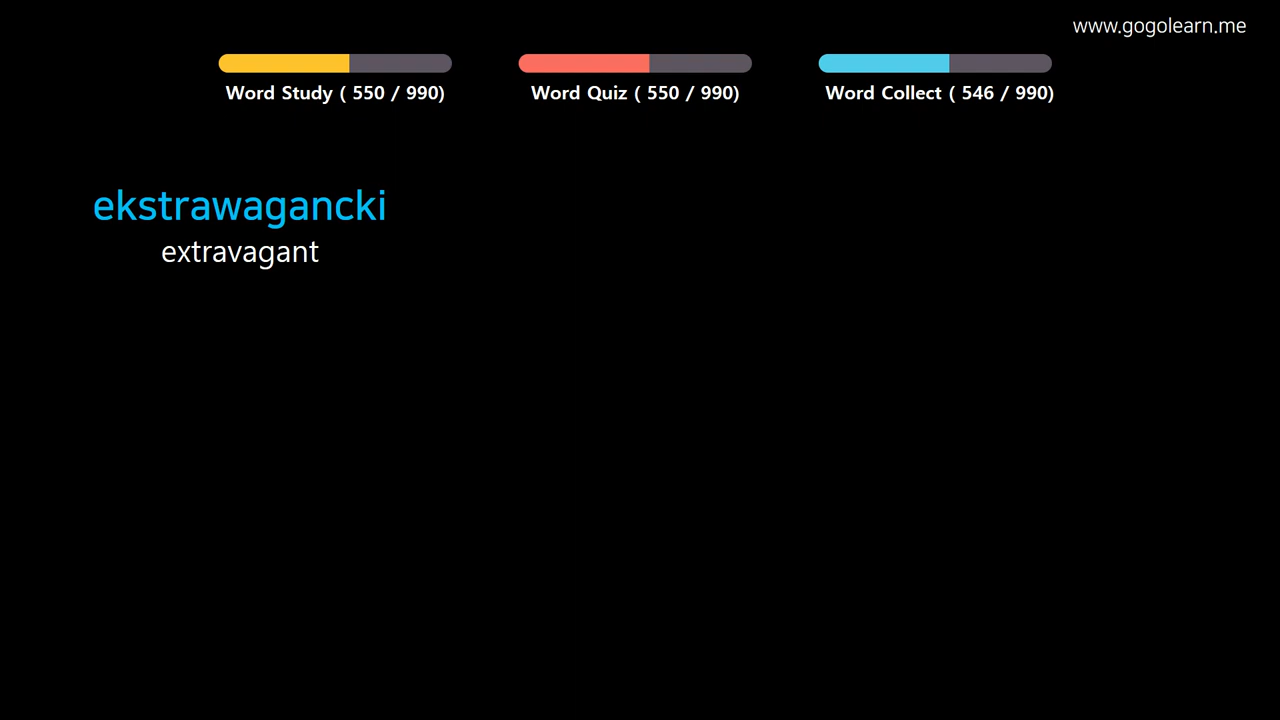 www.gogolearn.me
Word Study ( 550 / 990)
Word Quiz ( 550 / 990)
Word Collect ( 546 / 990)
ekstrawagancki
extravagant